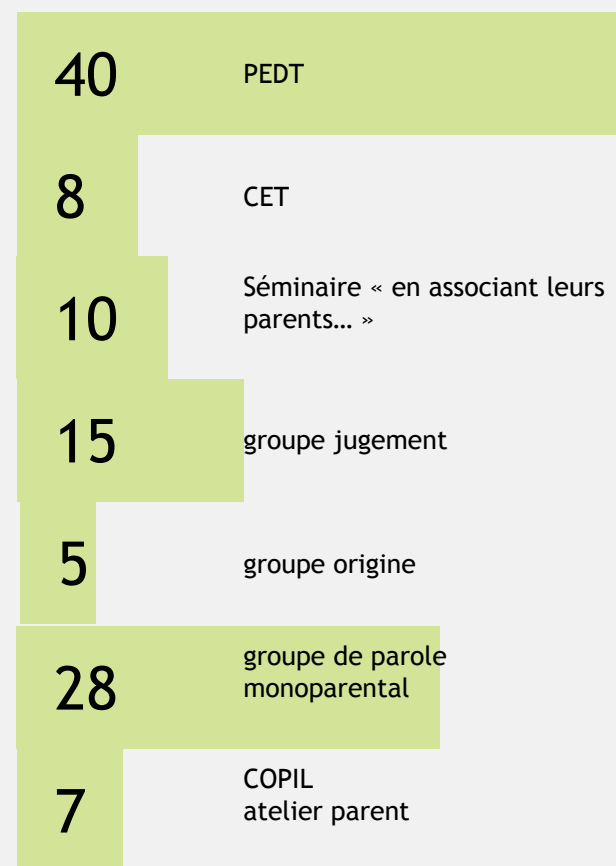 40 PEDT
8 CET
10 Séminaire « en associant leurs
parents… »
15 groupe jugement
5 groupe origine
28 groupe de parole
monoparental
7 COPIL
atelier parent